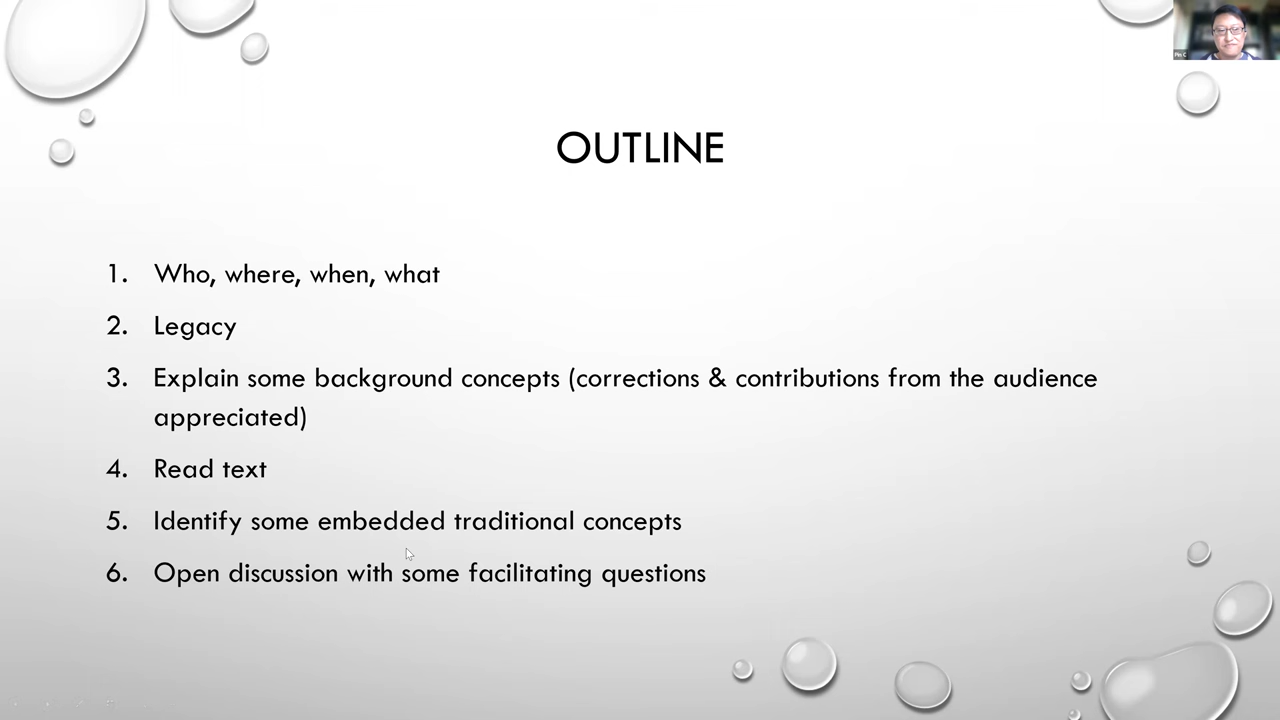 OUTLINE
1. Who, where, when, what
2. Legacy
3. Explain some background concepts (corrections & contributions from the audience
appreciated)
4. Read text
5. Identify some embedded traditional concepts
6. Open discussion with some facilitating questions